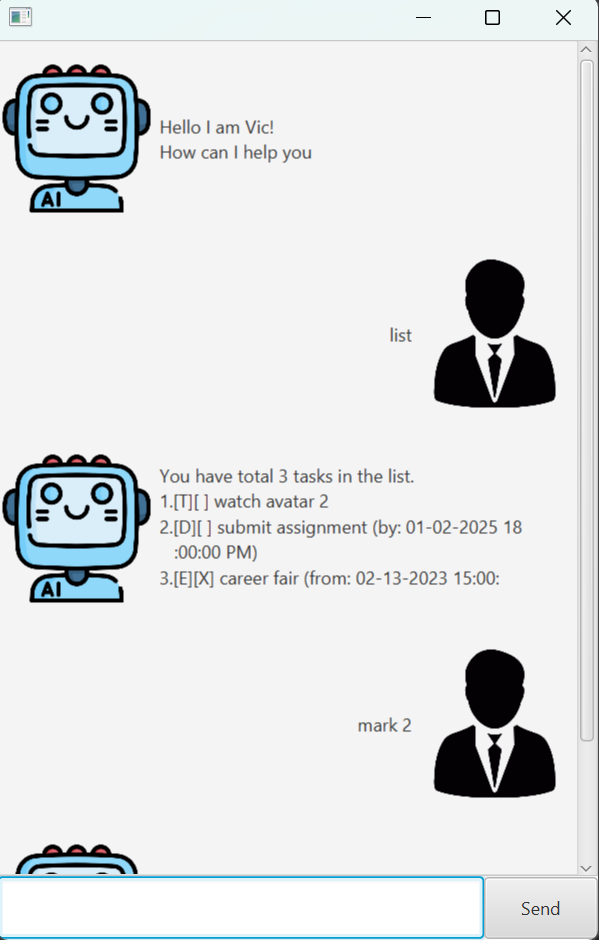 Hello I am Vic!
How can I help you
AI
list
You have total 3 tasks in the list.
1.[T][ ] watch avatar 2
2.[D][ ] submit assignment (by: 01-02-2025 18
:00:00 PM)
3.[E][X] career fair (from: 02-13-2023 15:00:
AI
mark 2
Send